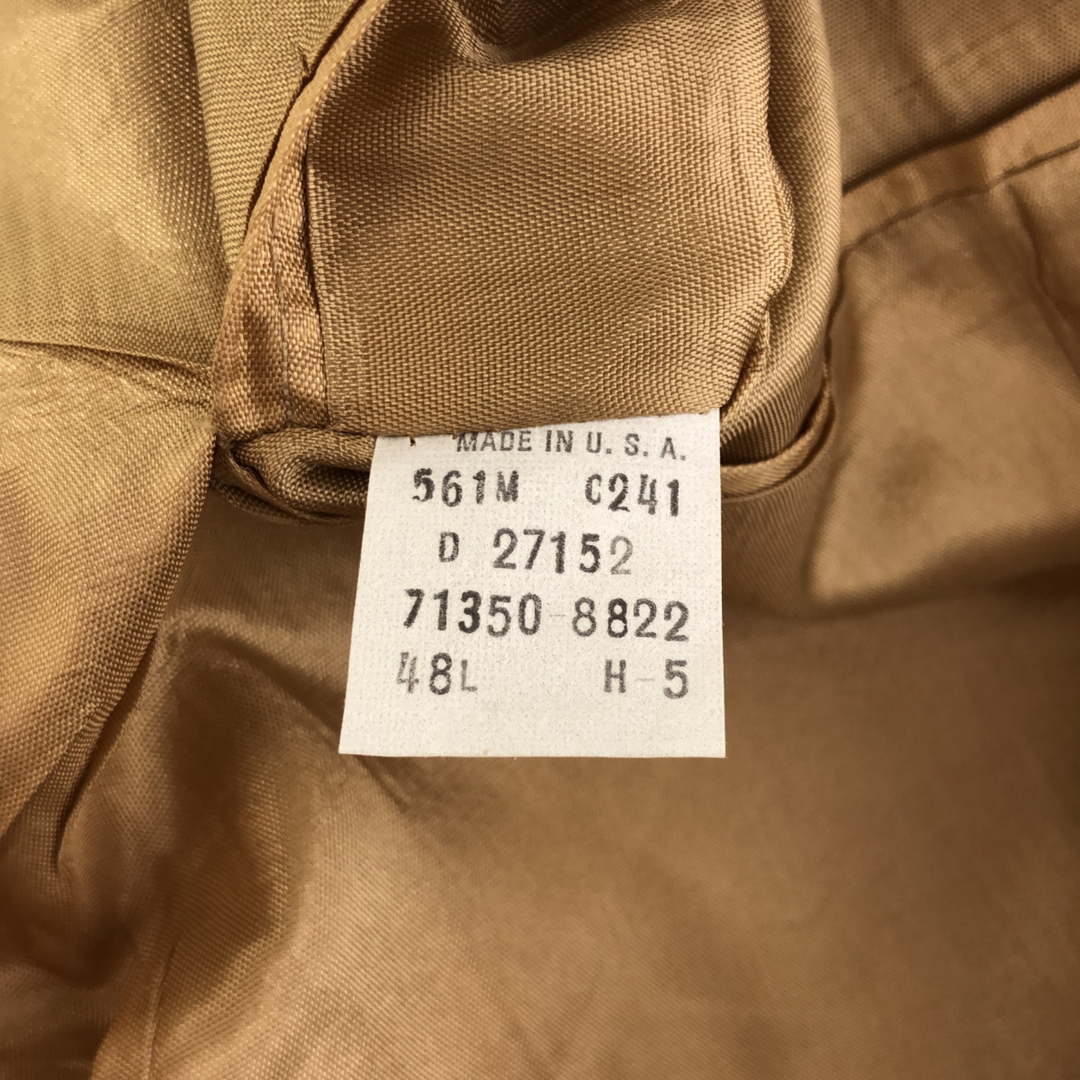 MADE IN U.S.A.
561M C241
D 27152
71350-8822
48L H-5